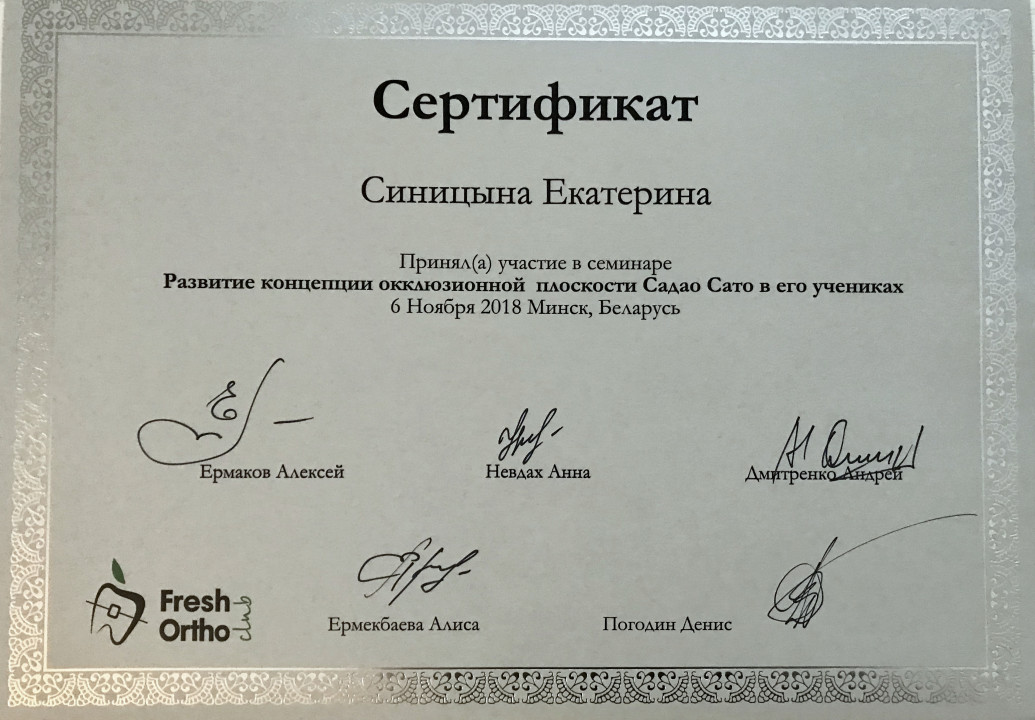 Сертификат
Синицына Екатерина
Принял(а) участие в семинаре
Развитие концепции окклюзионной плоскости Садао Сато в его учениках
6 Ноября 2018 Минск, Беларусь
Ермаков Алексей
Невдах Анна
Дмитренко Андрей
Fresh
Ortho
club
Ермекбаева Алиса
Погодин Денис